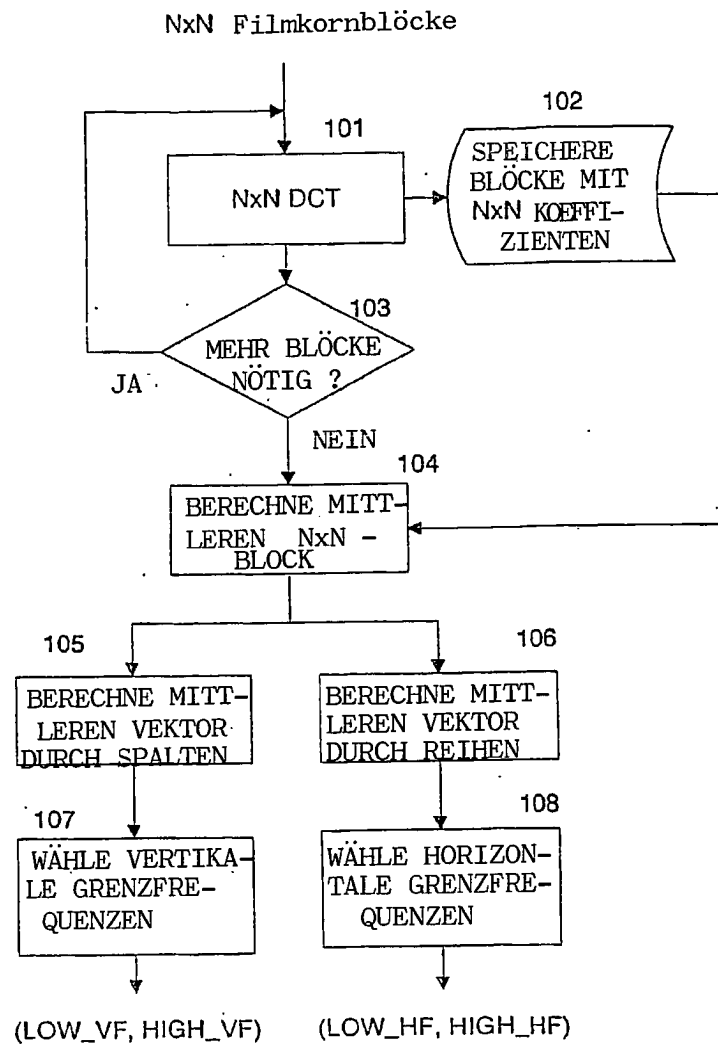 NxN Filmkornblöcke
101
102
NxN DCT
SPEICHERE
BLÖCKE MIT
NxN KOEFFI-
ZIENTEN
103
MEHR BLÖCKE
NÖTIG ?
JA
NEIN
104
BERECHNE MITT-
LEREN NxN -
BLOCK
105
106
BERECHNE MITT-
LEREN VEKTOR
DURCH SPALTEN
BERECHNE MITT-
LEREN VEKTOR
DURCH REIHEN
107
108
WÄHLE VERTIKA-
LE GRENZFRE-
QUENZEN
WÄHLE HORIZON-
TALE GRENZFRE-
QUENZEN
(LOW_VF, HIGH_VF)
(LOW_HF, HIGH_HF)